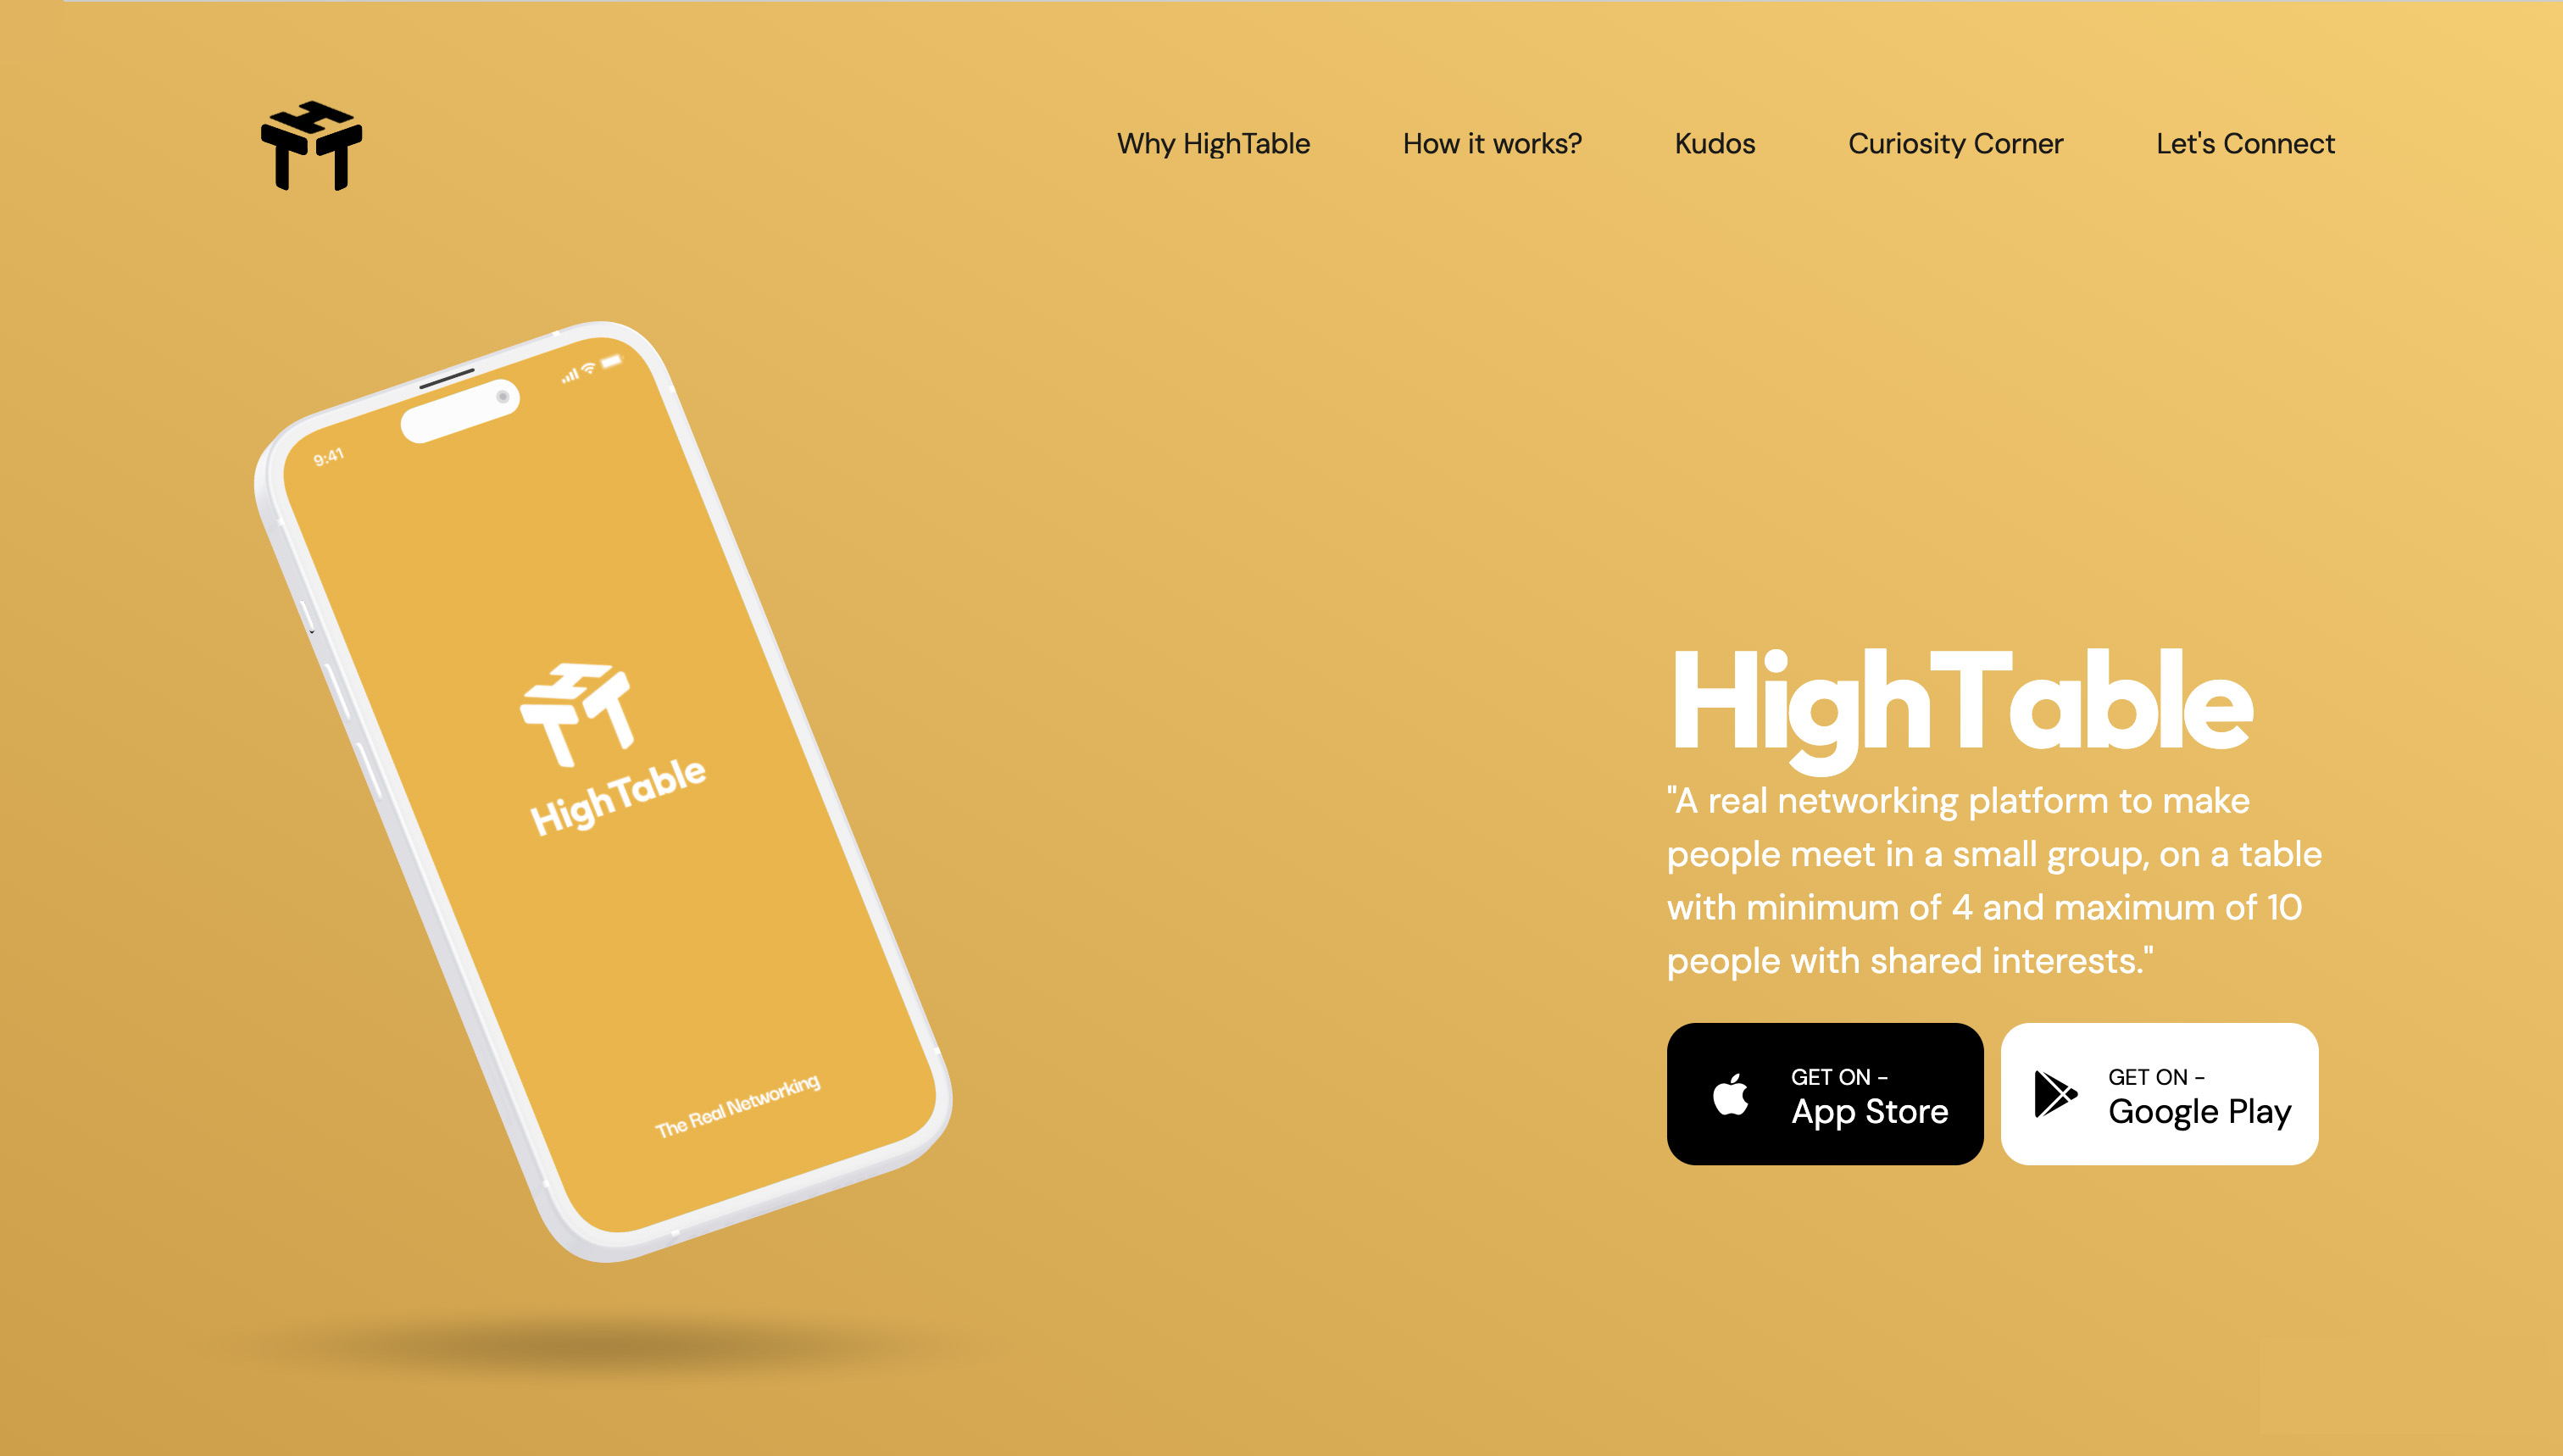 Why HighTable
How it works?
Kudos
Curiosity Corner
Let's Connect
9:41
HighTable
The Real Networking
HighTable
"A real networking platform to make
people meet in a small group, on a table
with minimum of 4 and maximum of 10
people with shared interests."
GET ON -
App Store
GET ON -
Google Play